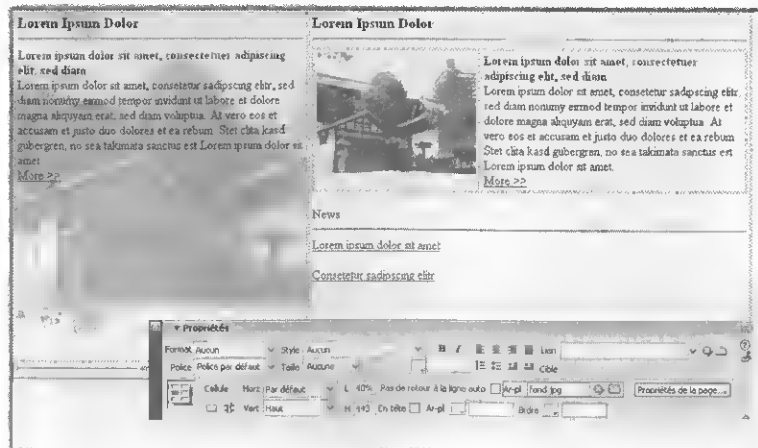 Lorem Ipsum Dolor
Lorem ipsum dolor sit amet, consectetuer adipiscing
elit, sed diam
Lorem ipsum dolor sit amet, consetetur sadipscing elitr, sed
diam nonumy eirmod tempor invidunt ut labore et dolore
magna aliquyam erat, sed diam voluptua. At vero eos et
accusam et justo duo dolores et ea rebum. Stet clita kasd
gubergren, no sea takimata sanctus est Lorem ipsum dolor sit
amet
More >>
Lorem Ipsum Dolor
Lorem ipsum dolor sit amet, consectetuer
adipiscing elit, sed diam
Lorem ipsum dolor sit amet, consetetur sadipscing elitr,
sed diam nonumy eirmod tempor invidunt ut labore et
dolore magna aliquyam erat, sed diam voluptua. At
vero eos et accusam et justo duo dolores et ea rebum
Stet clita kasd gubergren, no sea takimata sanctus est
Lorem ipsum dolor sit amet.
More >>
News
Lorem ipsum dolor sit amet
Consetetur sadipscing elitr
Propriétés
Format Aucun Style Aucun B I Lien
Police Police par défaut Taille Aucune Cible
Cellule Horz Par défaut L 40% Pas de retour à la ligne auto Ar-pl fond.jpg Propriétés de la page...
Vert Haut H 443 En tête Ar-pl Brdre